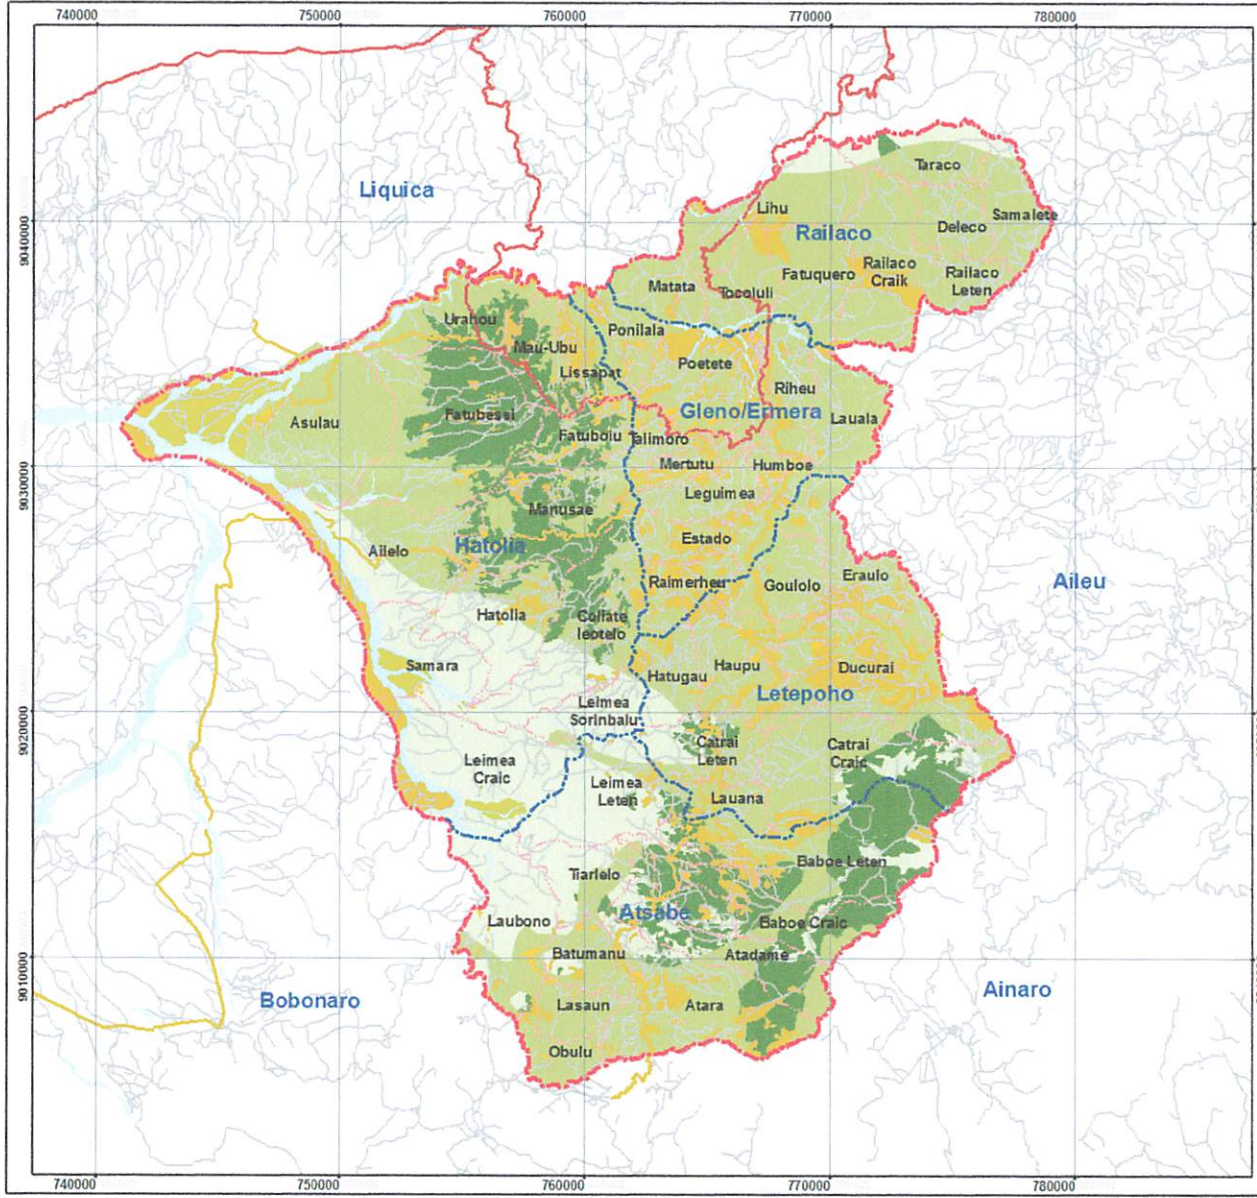 740000 750000 760000 770000 780000
Liquica
Taraco
Lihu
Samalete
Deleco
Railaco
9040000
Railaco
Craik
Fatuquero
Railaco
Leten
Matata
Tocoluli
Urahou
Ponilala
Mau-Ubu
Poetete
Lissapat
Riheu
Fatubessi
Gleno/Ermera
Lauala
Asulau
Fatuboiu
Talimoro
Mertutu
Humboe
9030000
Leguimea
Manusae
Estado
Hatolia
Ailelo
Raimerheu
Goulolo
Eraulo
Aileu
Hatolia
Collate
leotelo
Samara
Hatugau
Haupu
Ducurai
Letepoho
Leimea
Sorinbalu
9020000
Catrai
Leten
Catrai
Craic
Leimea
Craic
Leimea
Leten
Lauana
Baboe Leten
Tiarlelo
Atsabe
Laubono
Baboe Craic
Batumanu
Atadame
9010000
Bobonaro
Ainaro
Lasaun
Atara
Obulu
740000 750000 760000 770000 780000